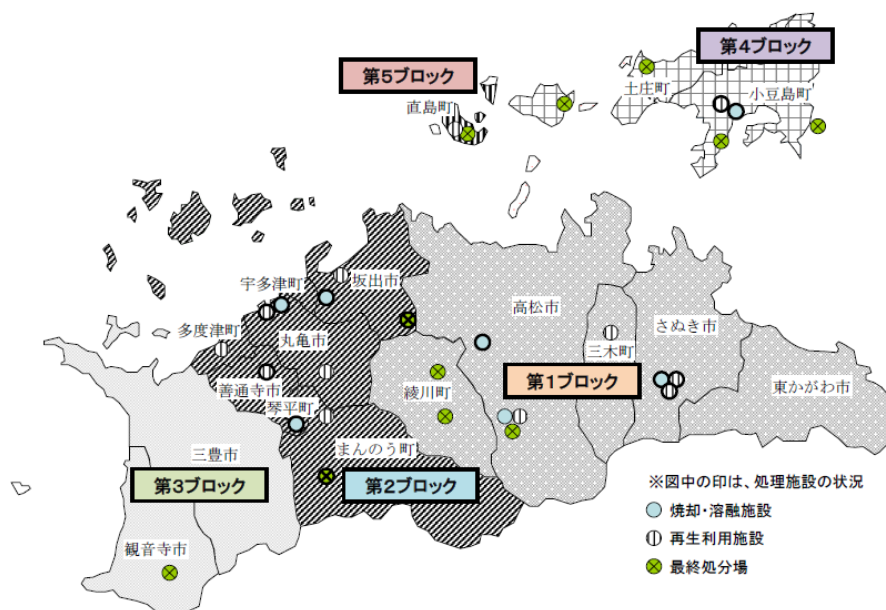 第4ブロック
第5ブロック
土庄町
小豆島町
直島町
宇多津町
坂出市
高松市
さぬき市
多度津町
丸亀市
三木町
第1ブロック
東かがわ市
善通寺市
綾川町
琴平町
まんのう町
三豊市
第3ブロック
第2ブロック
観音寺市
※図中の印は、処理施設の状況
焼却・溶融施設
再生利用施設
最終処分場